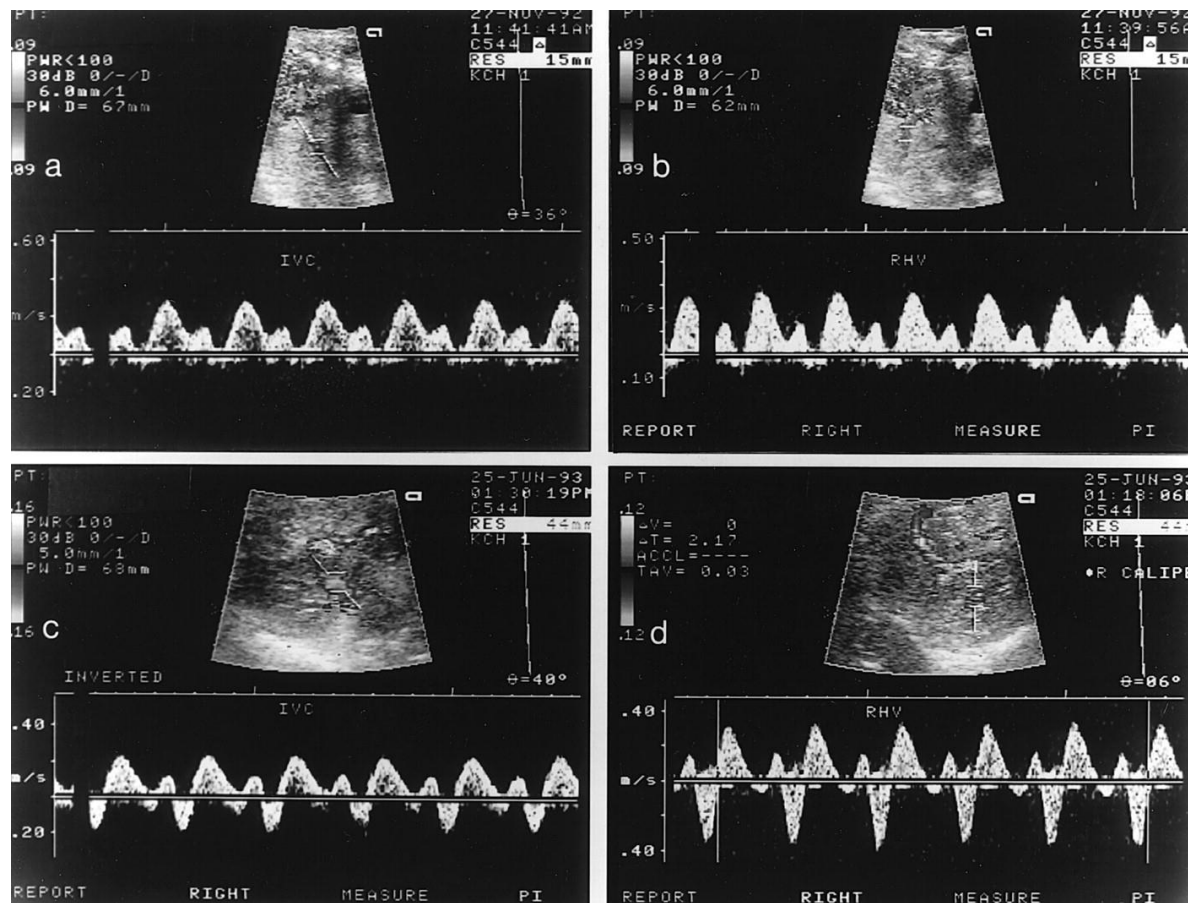 PT:
27-NOV-92
11:41:41AM
C544
RES 15mm
KCH 1
.09
PWR<100
30dB 0/-/D
6.0mm/1
PW D= 67mm
.09
a
θ=36°
.60
IVC
m/s
.20
PT:
27-NOV-92
11:39:56A
C544
RES 15m
KCH 1
.09
PWR<100
30dB 0/-/D
6.0mm/1
PW D= 62mm
.09
b
.50
RHV
m/s
.10
REPORT RIGHT MEASURE PI
PT:
25-JUN-93
01:30:19PM
C544
RES 44mm
KCH 1
.16
PWR<100
30dB 0/-/D
5.0mm/1
PW D= 68mm
.16
c
INVERTED
θ=40°
.40
IVC
m/s
.20
REPORT RIGHT MEASURE PI
PT:
25-JUN-93
01:18:06
C544
RES
KCH 1
.12
ΔV= 0
ΔT= 2.17
ACCL=----
TAV= 0.03
R CALIPE
.12
d
θ=06°
.40
RHV
m/s
.40
REPORT RIGHT MEASURE PI